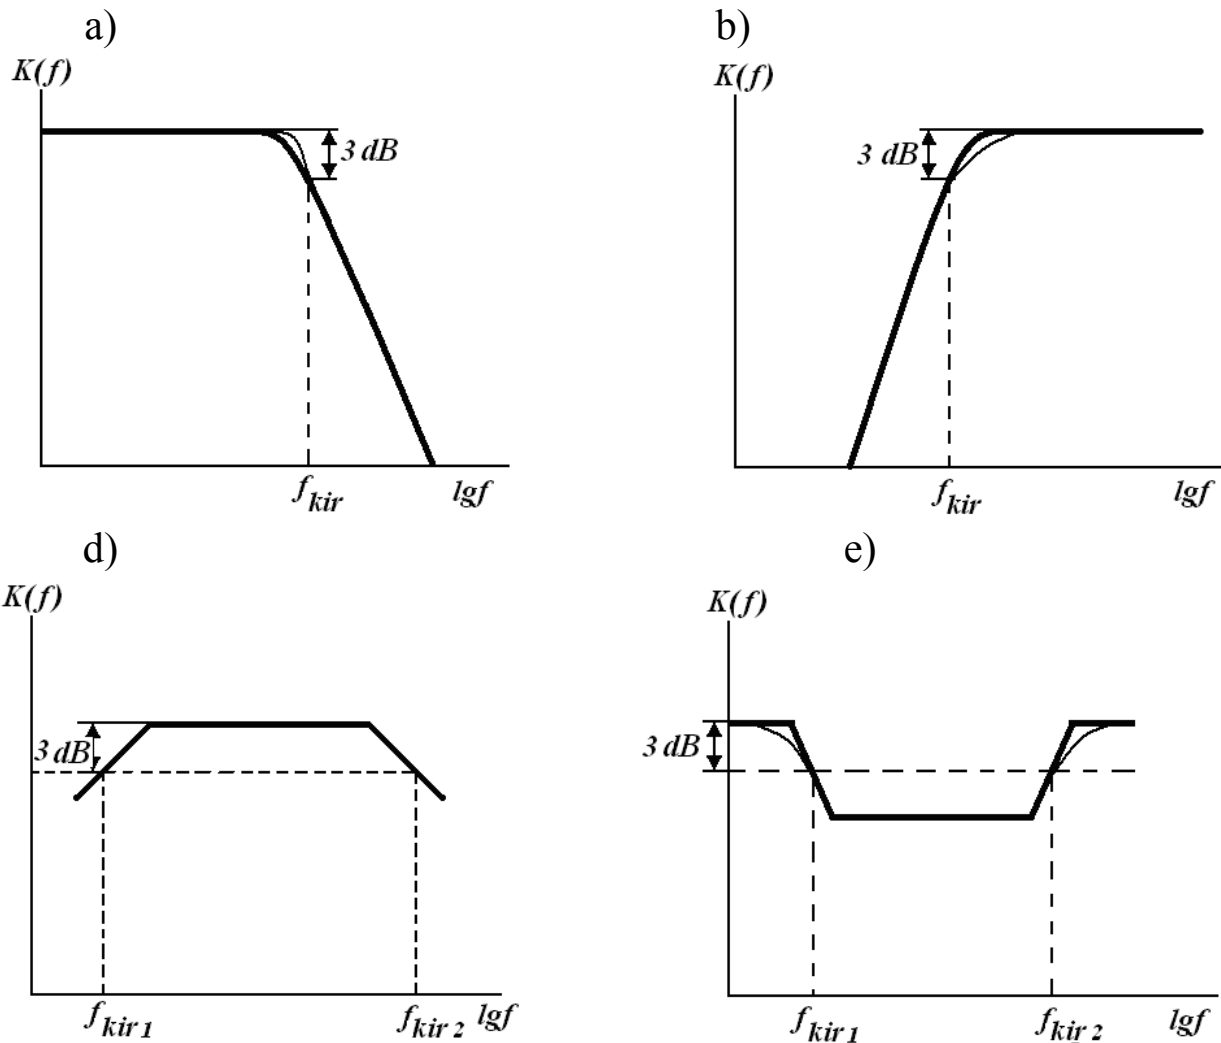 a)
K(f)
3 dB
f kir
lgf
b)
K(f)
3 dB
f kir
lgf
d)
K(f)
3 dB
f kir 1
f kir 2
lgf
e)
K(f)
3 dB
f kir 1
f kir 2
lgf